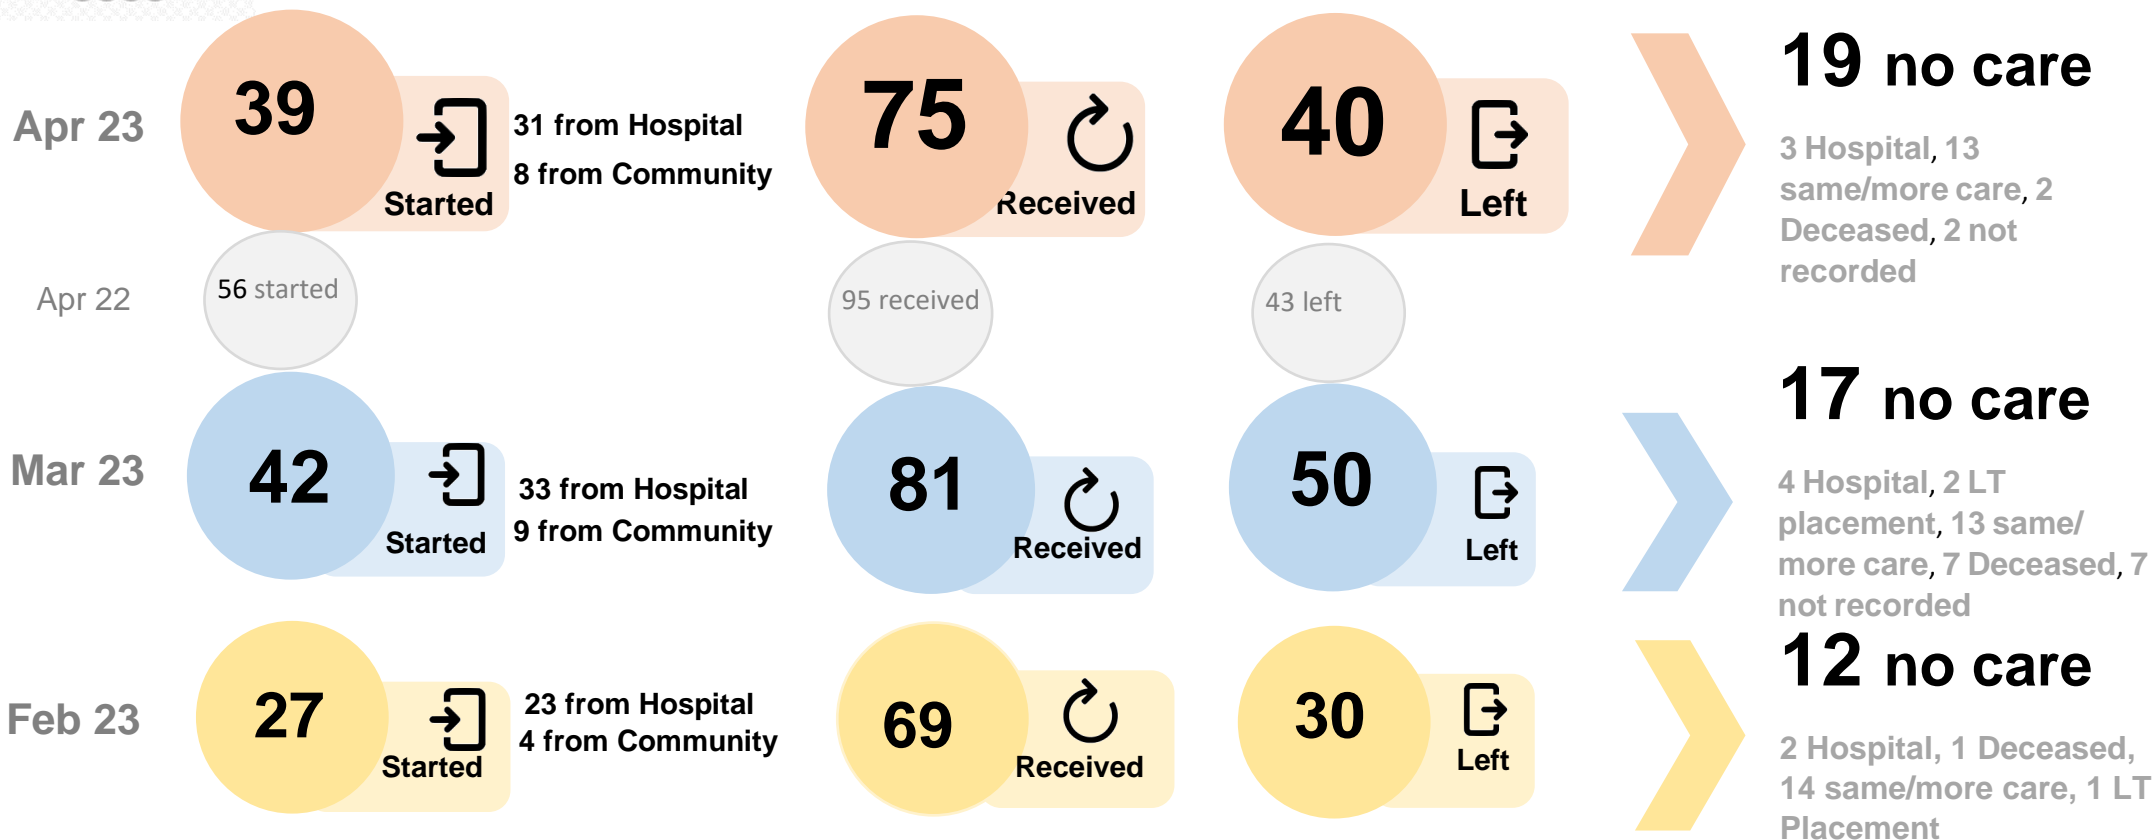 Apr 23
39
Started
31 from Hospital
8 from Community
75
Received
40
Left
19 no care
3 Hospital, 13
same/more care, 2
Deceased, 2 not
recorded
Apr 22
56 started
95 received
43 left
Mar 23
42
Started
33 from Hospital
9 from Community
81
Received
50
Left
17 no care
4 Hospital, 2 LT
placement, 13 same/
more care, 7 Deceased, 7
not recorded
Feb 23
27
Started
23 from Hospital
4 from Community
69
Received
30
Left
12 no care
2 Hospital, 1 Deceased,
14 same/more care, 1 LT
Placement